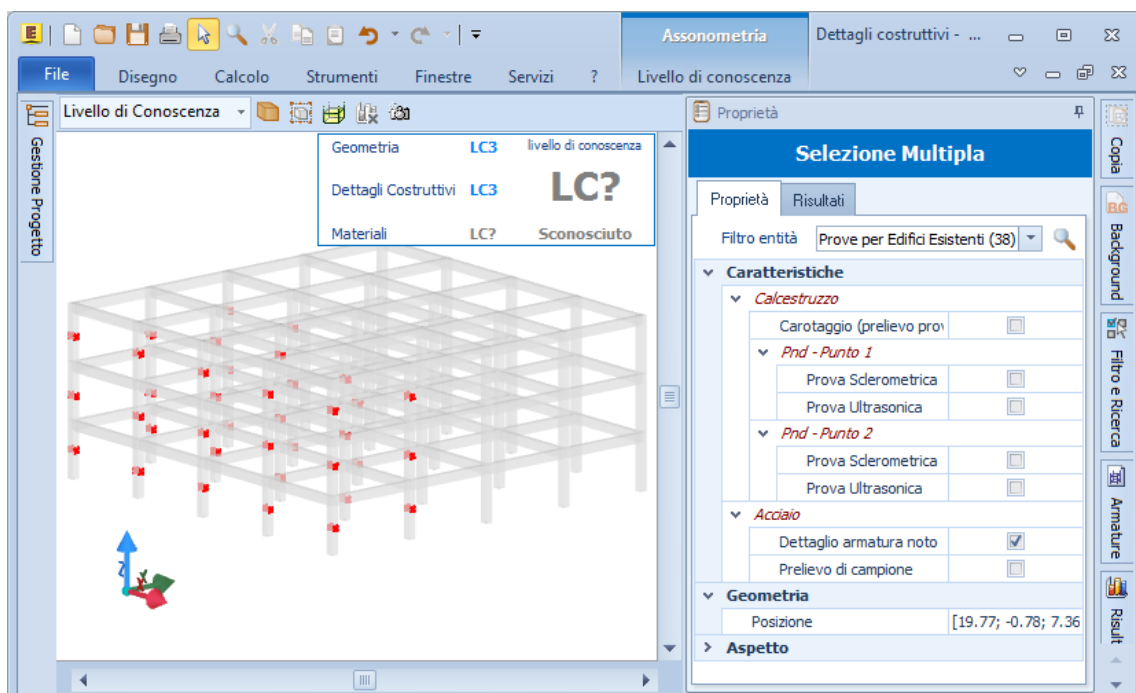 Assonometria
Dettagli costruttivi - ...
File
Disegno
Calcolo
Strumenti
Finestre
Servizi
?
Livello di conoscenza
Gestione Progetto
Livello di Conoscenza
Geometria LC3
livello di conoscenza
Dettagli Costruttivi LC3
LC?
Materiali LC?
Sconosciuto
Proprietà
Selezione Multipla
Proprietà
Risultati
Filtro entità Prove per Edifici Esistenti (38)
Caratteristiche
Calcestruzzo
Carotaggio (prelievo prov
Pnd - Punto 1
Prova Sclerometrica
Prova Ultrasonica
Pnd - Punto 2
Prova Sclerometrica
Prova Ultrasonica
Acciaio
Dettaglio armatura noto
Prelievo di campione
Geometria
Posizione [19.77; -0.78; 7.36
Aspetto
Copia
BG
Background
Filtro e Ricerca
Armature
Risult